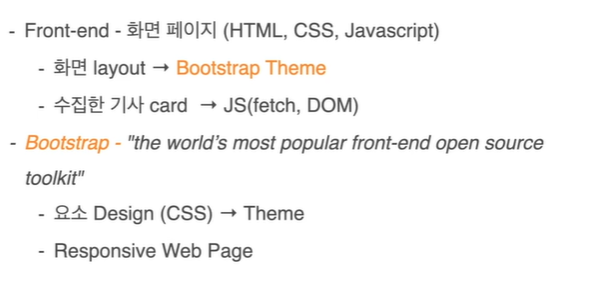 - Front-end - 화면 페이지 (HTML, CSS, Javascript)
- 화면 layout → Bootstrap Theme
- 수집한 기사 card → JS(fetch, DOM)
- Bootstrap - "the world's most popular front-end open source
toolkit"
- 요소 Design (CSS) → Theme
- Responsive Web Page